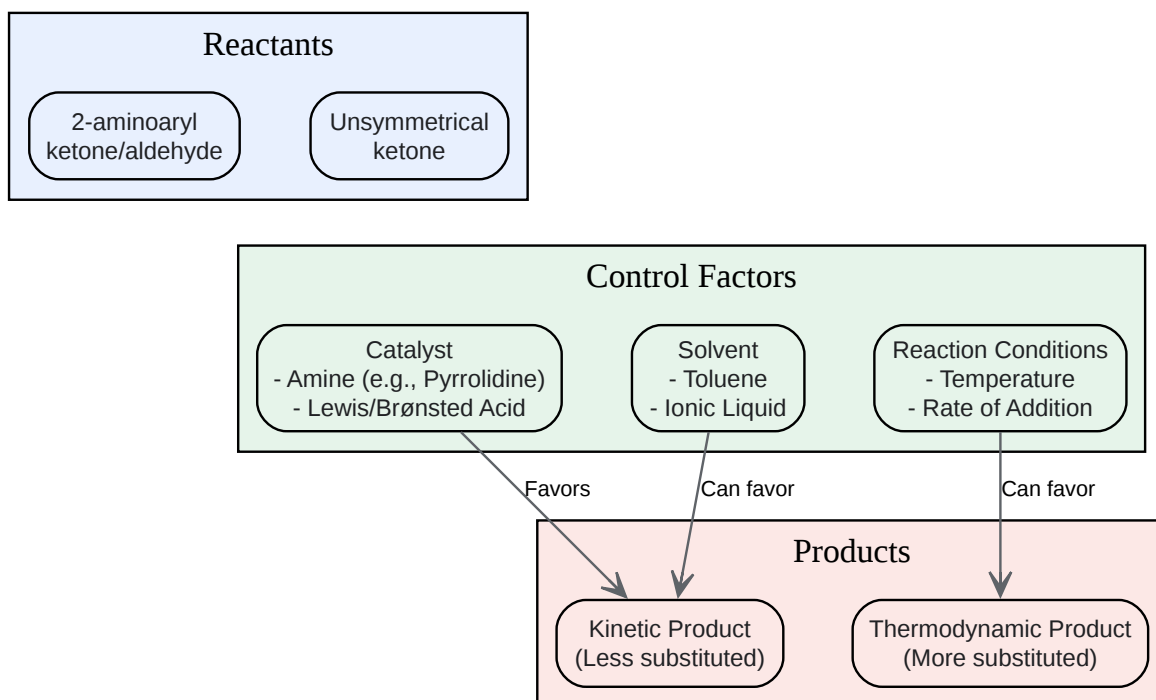 Reactants
2-aminoaryl
ketone/aldehyde
Unsymmetrical
ketone
Control Factors
Catalyst
- Amine (e.g., Pyrrolidine)
- Lewis/Brønsted Acid
Solvent
- Toluene
- Ionic Liquid
Reaction Conditions
- Temperature
- Rate of Addition
Favors
Can favor
Can favor
Products
Kinetic Product
(Less substituted)
Thermodynamic Product
(More substituted)